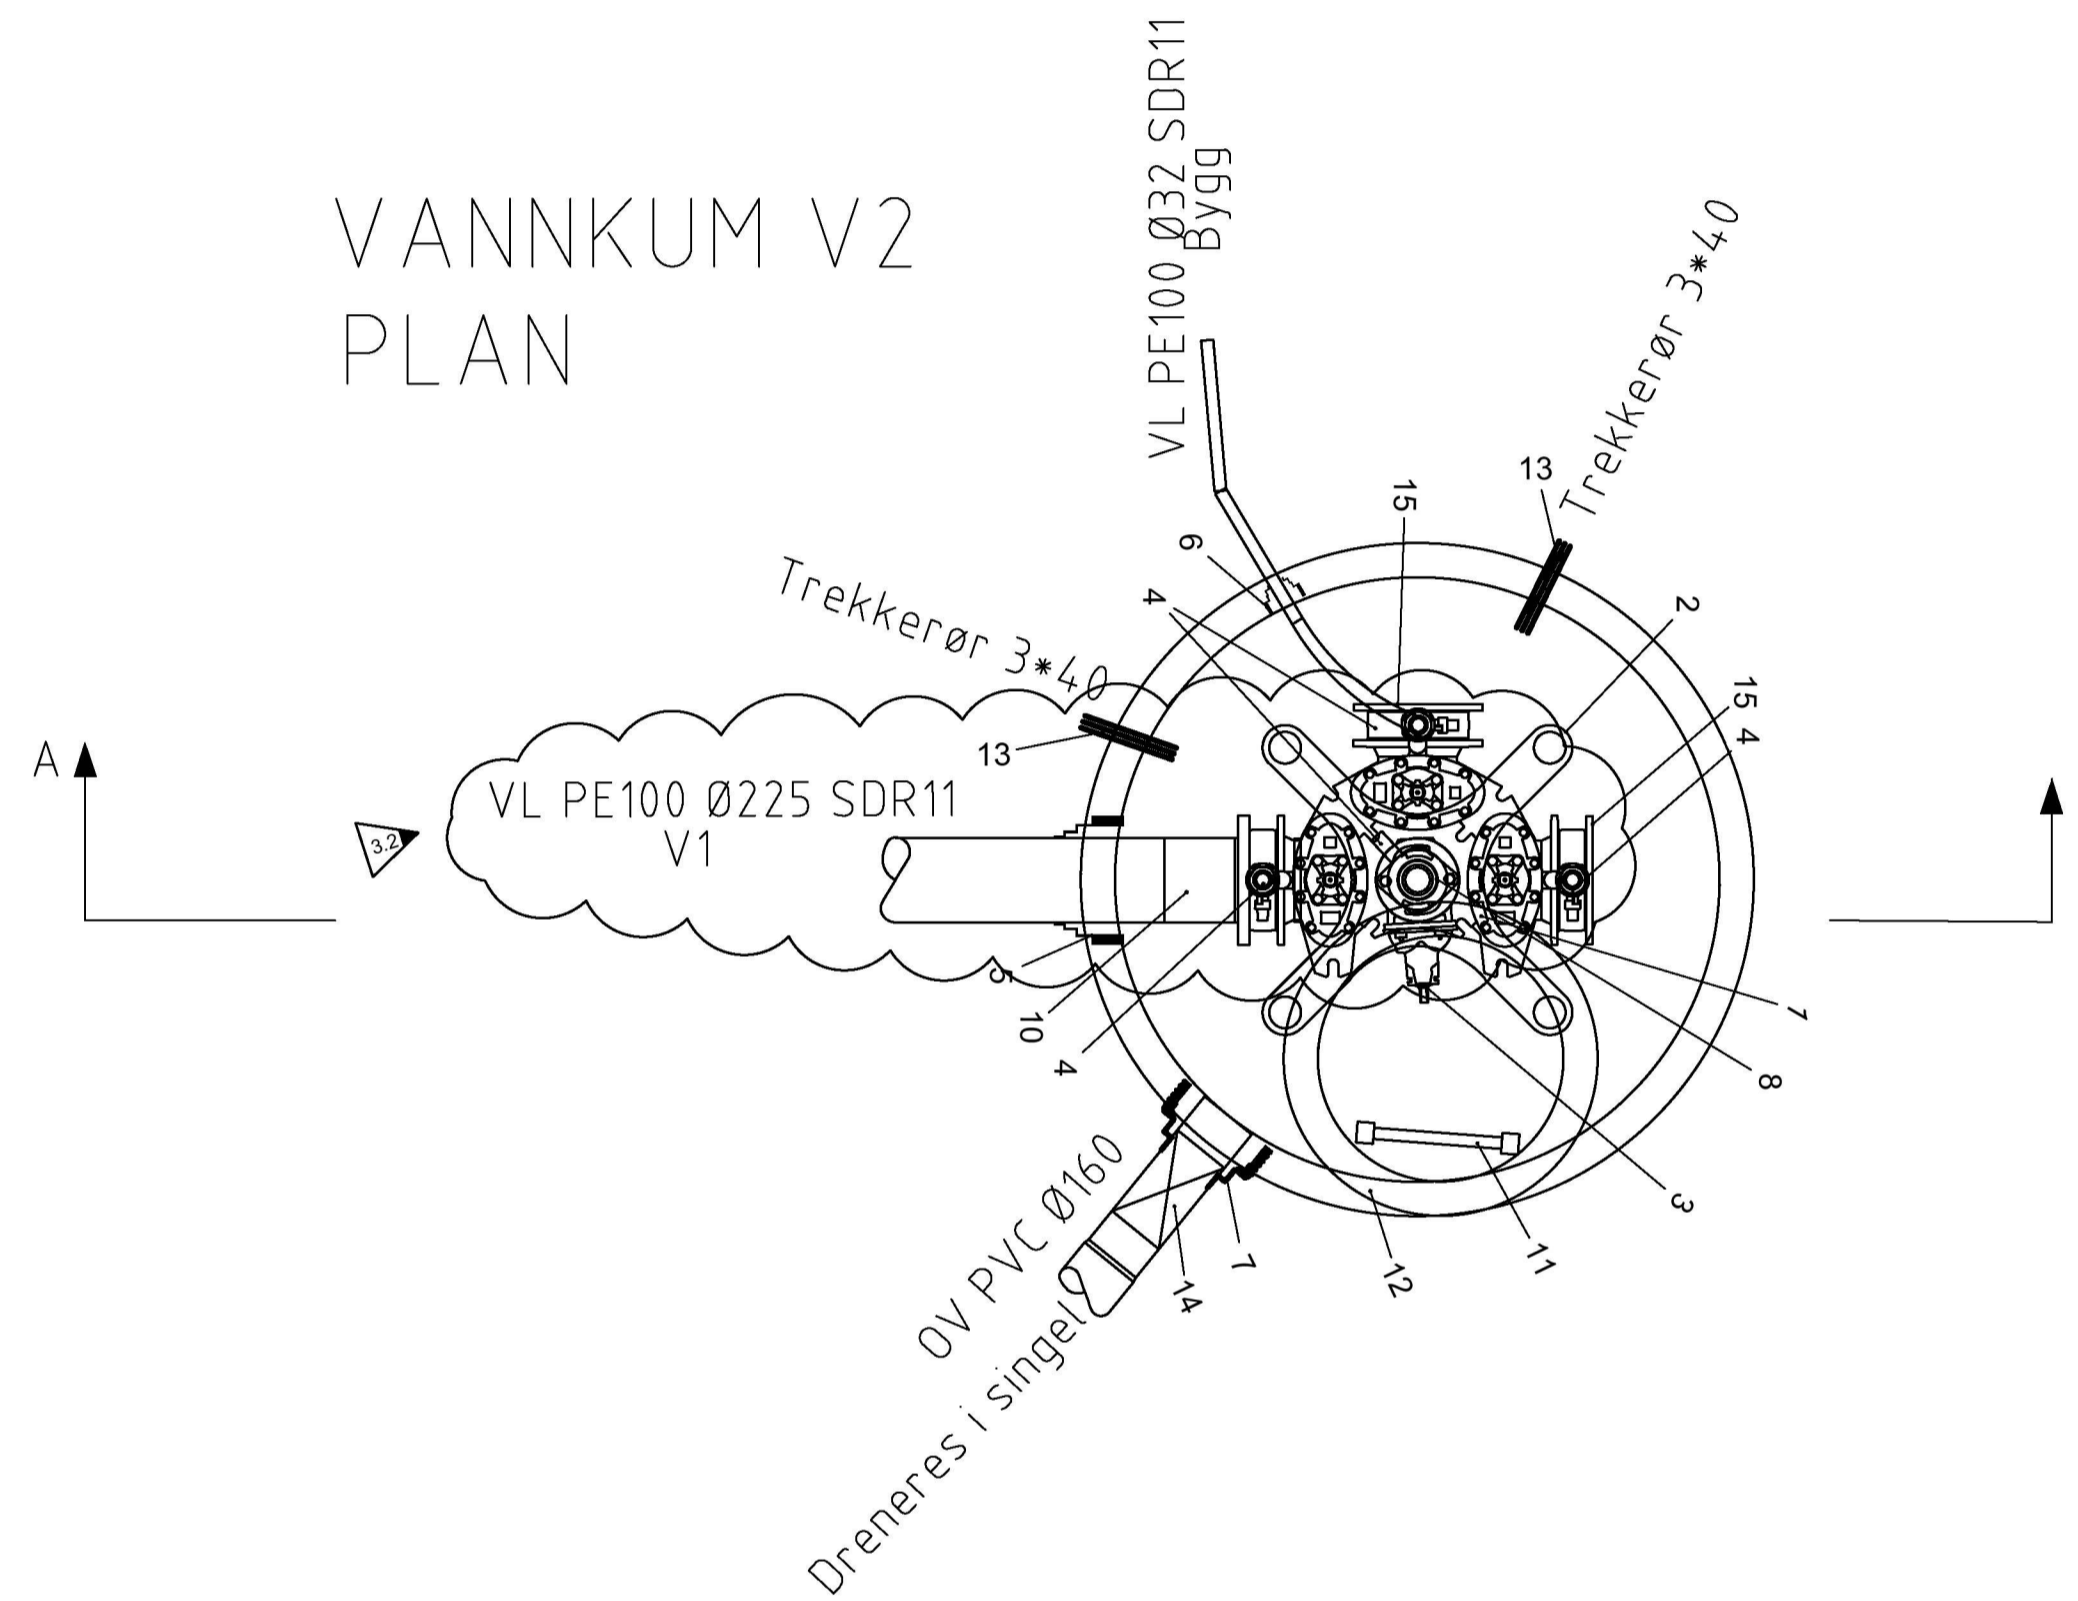 VANNKUM V2
PLAN
VL PE100 Ø32 SDR11
Bygg
Trekkerør 3*40
13
15
6
4
2
Trekkerør 3*40
15
4
13
A
VL PE100 Ø225 SDR11
V1
3.2
5
10
4
1
8
3
OV PVC Ø160
Dreneres i singel
7
14
12
11